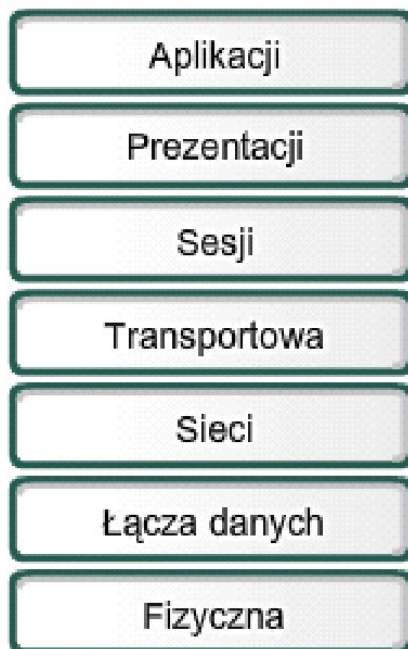 Aplikacji
Prezentacji
Sesji
Transportowa
Sieci
Łącza danych
Fizyczna